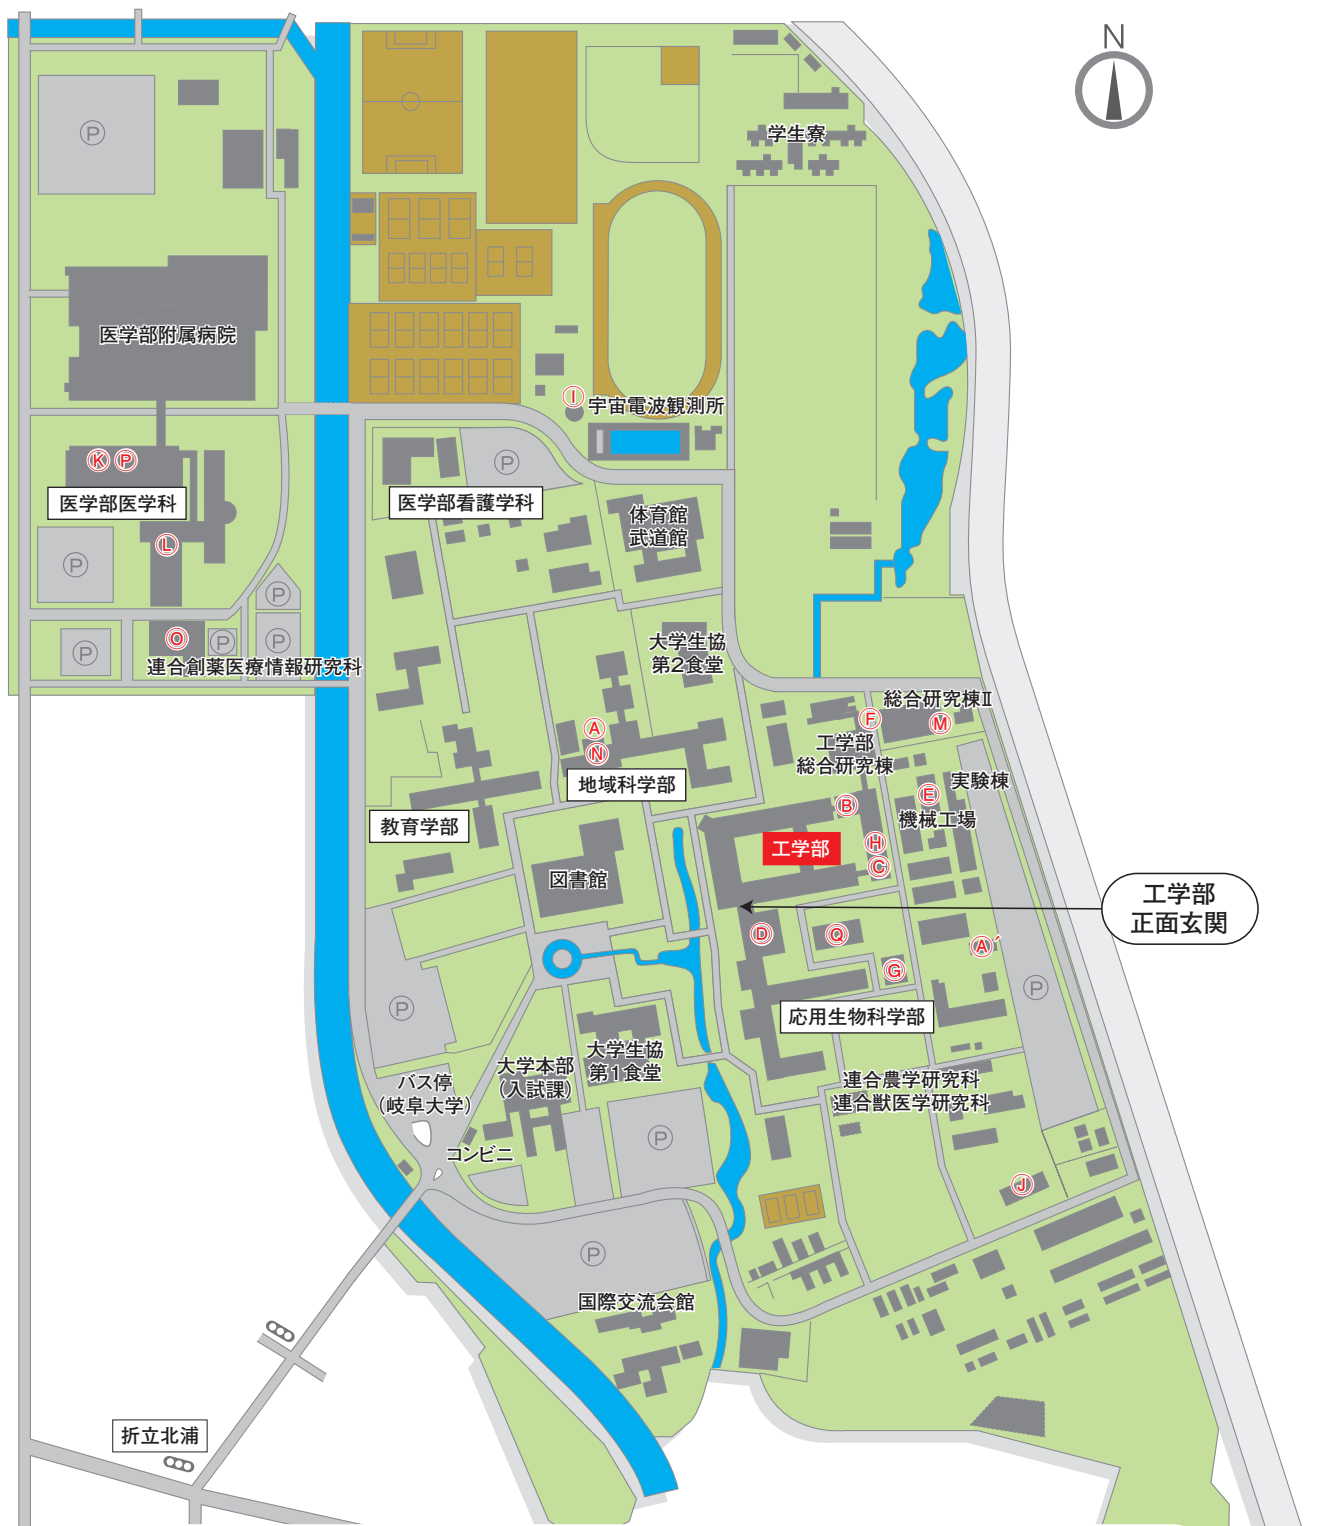 N
P
学生寮
医学部附属病院
I
宇宙電波観測所
K P
P
医学部医学科
医学部看護学科
体育館
武道館
L
P
P
O
P
P
P
連合創薬医療情報研究科
大学生協
第2食堂
総合研究棟Ⅱ
F
M
A
工学部
総合研究棟
N
地域科学部
実験棟
E
B
機械工場
教育学部
工学部
H
C
図書館
工学部
正面玄関
D
Q
A´
G
P
P
応用生物科学部
大学生協
第1食堂
大学本部
(入試課)
バス停
(岐阜大学)
連合農学研究科
連合獣医学研究科
P
コンビニ
J
P
国際交流会館
折立北浦